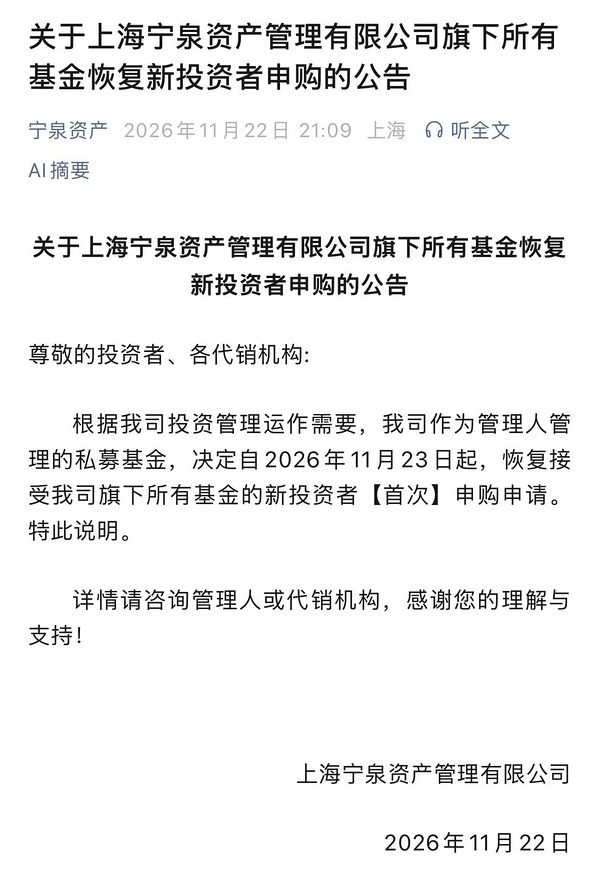 关于上海宁泉资产管理有限公司旗下所有
基金恢复新投资者申购的公告
宁泉资产 2026年11月22日 21:09 上海 听全文
AI摘要
关于上海宁泉资产管理有限公司旗下所有基金恢复
新投资者申购的公告
尊敬的投资者、各代销机构:
根据我司投资管理运作需要，我司作为管理人管
理的私募基金，决定自2026年11月23日起，恢复接
受我司旗下所有基金的新投资者【首次】申购申请。
特此说明。
详情请咨询管理人或代销机构，感谢您的理解与
支持！
上海宁泉资产管理有限公司
2026年11月22日